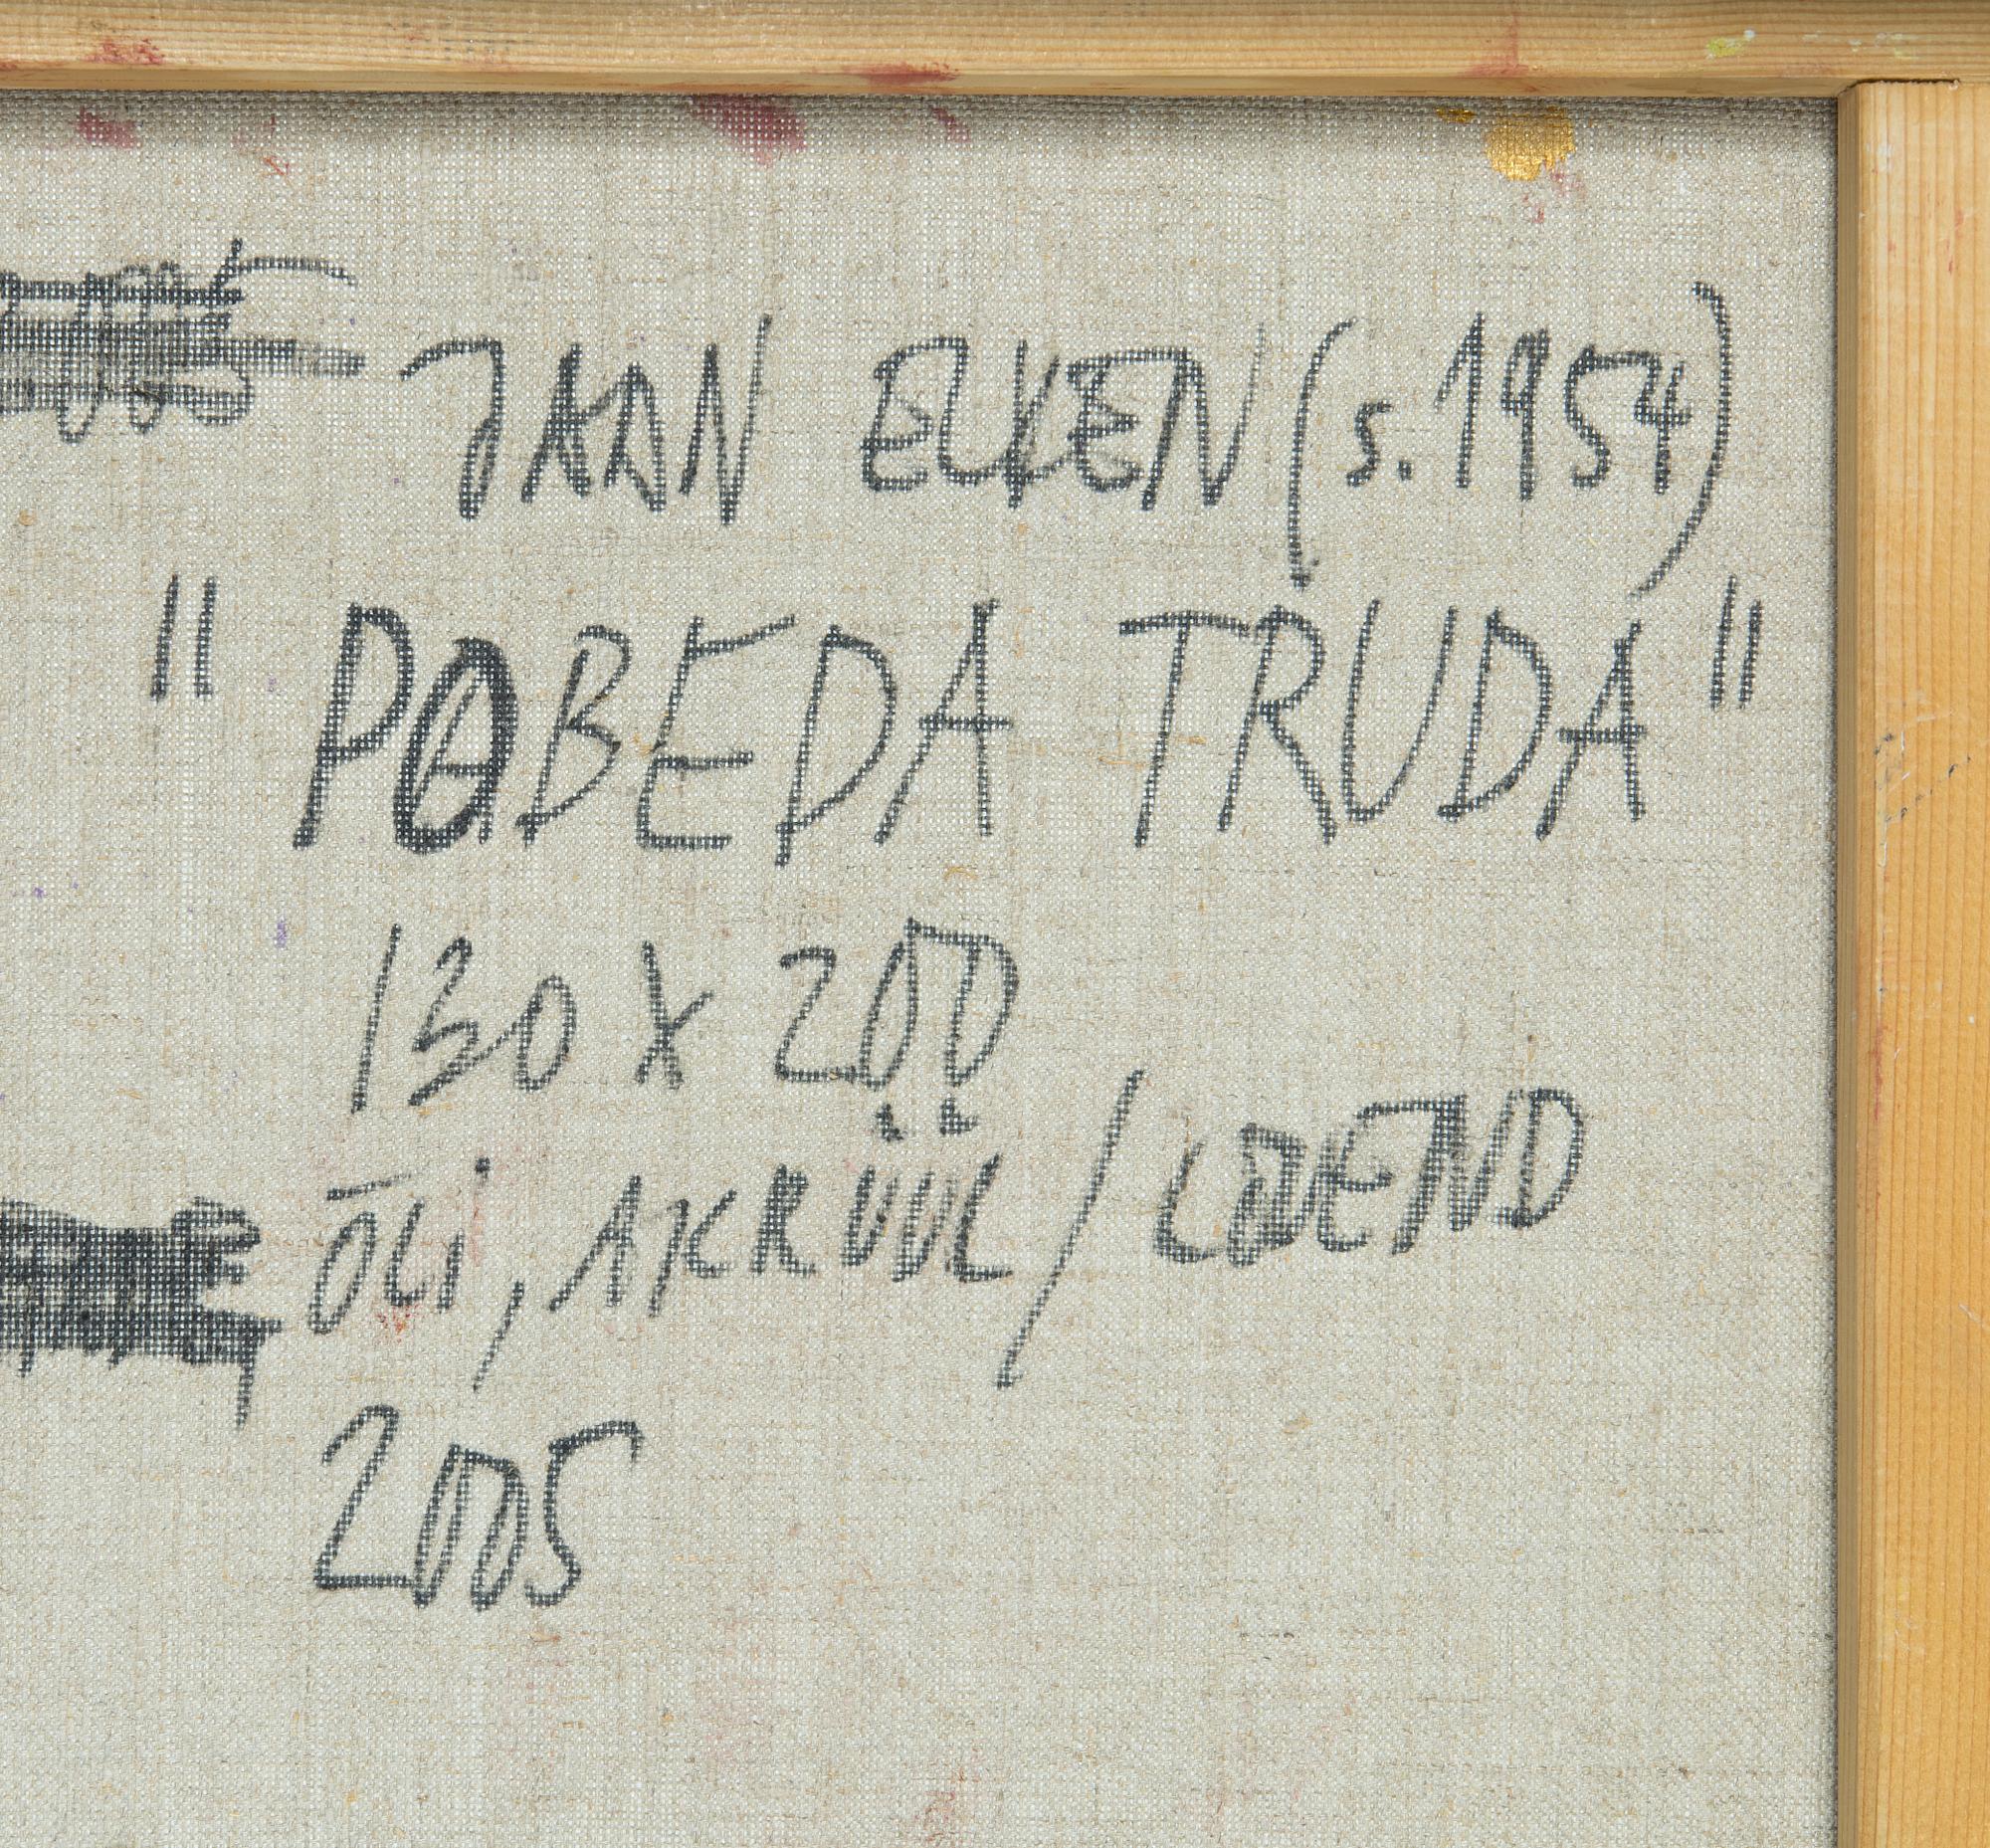 JAAN ELKEN (s. 1954)
"POBEDA TRUDA"
130 X 200
ÕLI, AKRÜÜL / LÕUEND
2005